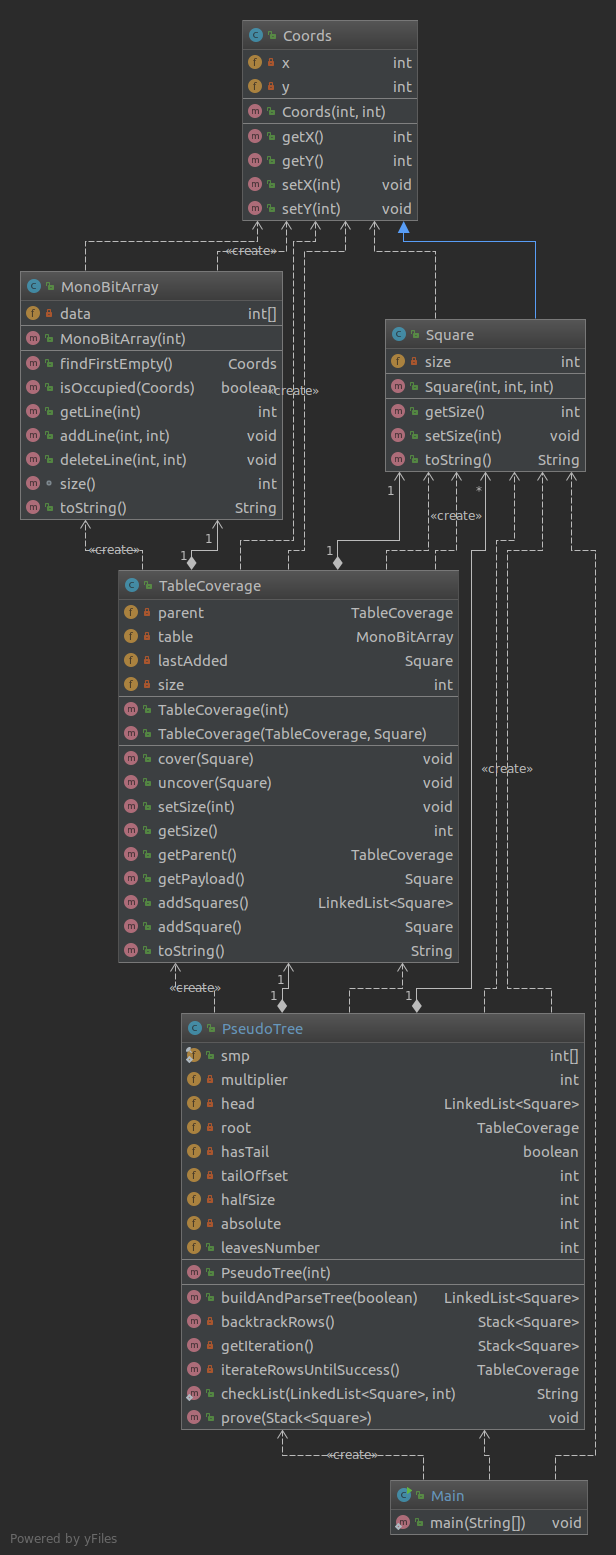 Coords
x int
y int
Coords(int, int)
getX() int
getY() int
setX(int) void
setY(int) void
«create»
MonoBitArray
data int[]
MonoBitArray(int)
findFirstEmpty() Coords
isOccupied(Coords) boolean
getLine(int) int
addLine(int, int) void
deleteLine(int, int) void
size() int
toString() String
«create»
Square
size int
Square(int, int, int)
getSize() int
setSize(int) void
toString() String
1 *
«create»
1
«create»
1 1
TableCoverage
parent TableCoverage
table MonoBitArray
lastAdded Square
size int
TableCoverage(int)
TableCoverage(TableCoverage, Square)
cover(Square) void
uncover(Square) void
setSize(int) void
getSize() int
getParent() TableCoverage
getPayload() Square
addSquares() LinkedList<Square>
addSquare() Square
toString() String
«create»
1
«create»
1 1
PseudoTree
smp int[]
multiplier int
head LinkedList<Square>
root TableCoverage
hasTail boolean
tailOffset int
halfSize int
absolute int
leavesNumber int
PseudoTree(int)
buildAndParseTree(boolean) LinkedList<Square>
backtrackRows() Stack<Square>
getIteration() Stack<Square>
iterateRowsUntilSuccess() TableCoverage
checkList(LinkedList<Square>, int) String
prove(Stack<Square>) void
«create»
Main
main(String[]) void
Powered by yFiles